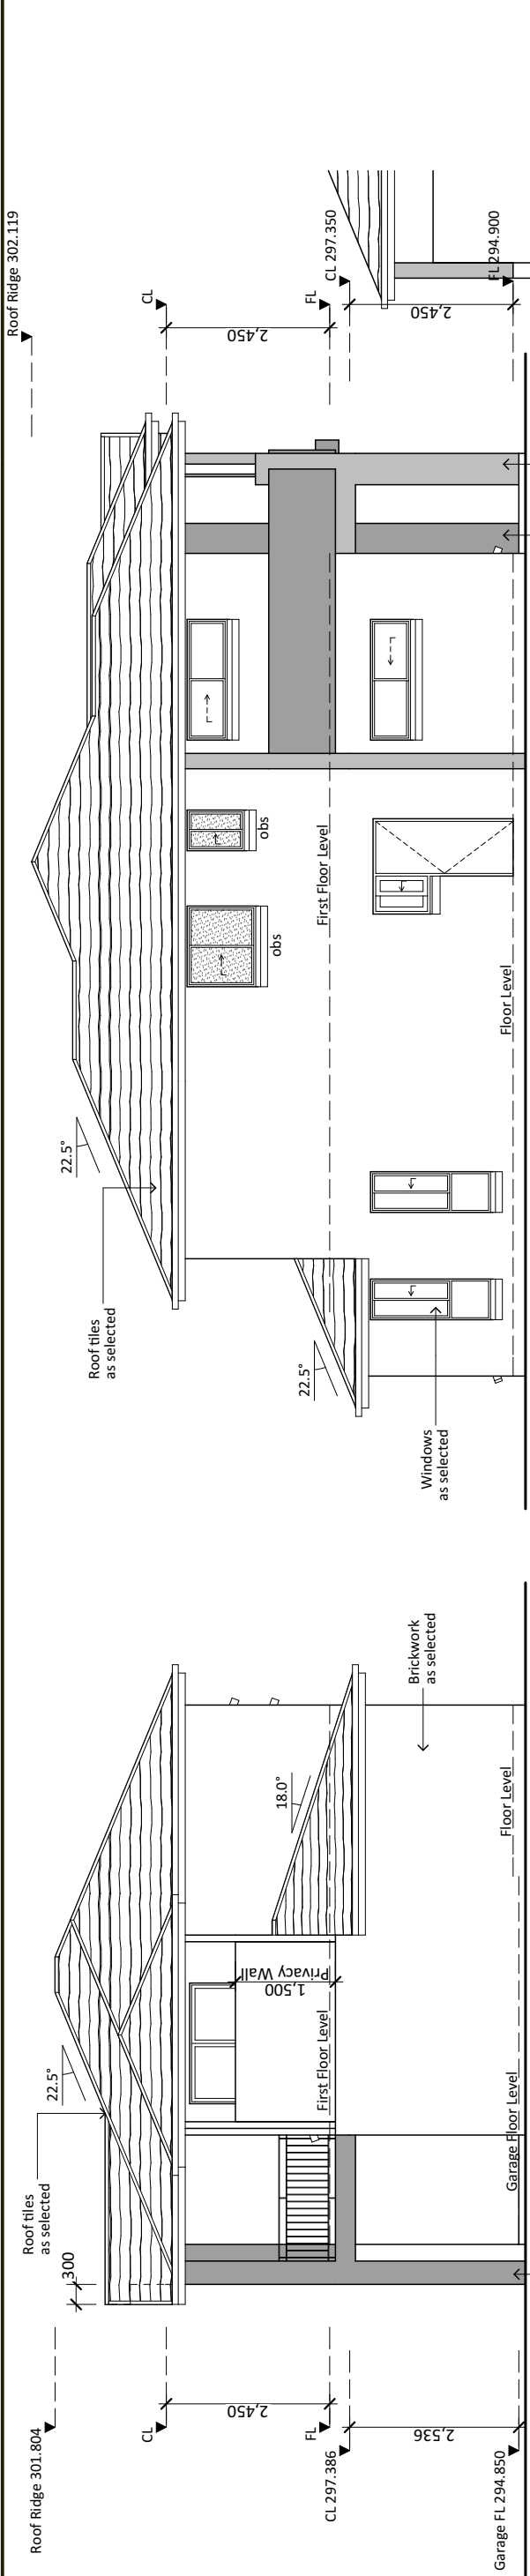 Roof Ridge 301.804
CL
FL
CL 297.386
Garage FL 294.850
2,450
2,536
300
Roof tiles
as selected
22.5°
First Floor Level
Garage Floor Level
1,500
Privacy Wall
18.0°
Floor Level
Brickwork
as selected
Windows
as selected
22.5°
Roof tiles
as selected
22.5°
obs
obs
First Floor Level
Floor Level
Roof Ridge 302.119
CL
2,450
FL
CL 297.350
2,450
FL 294.900